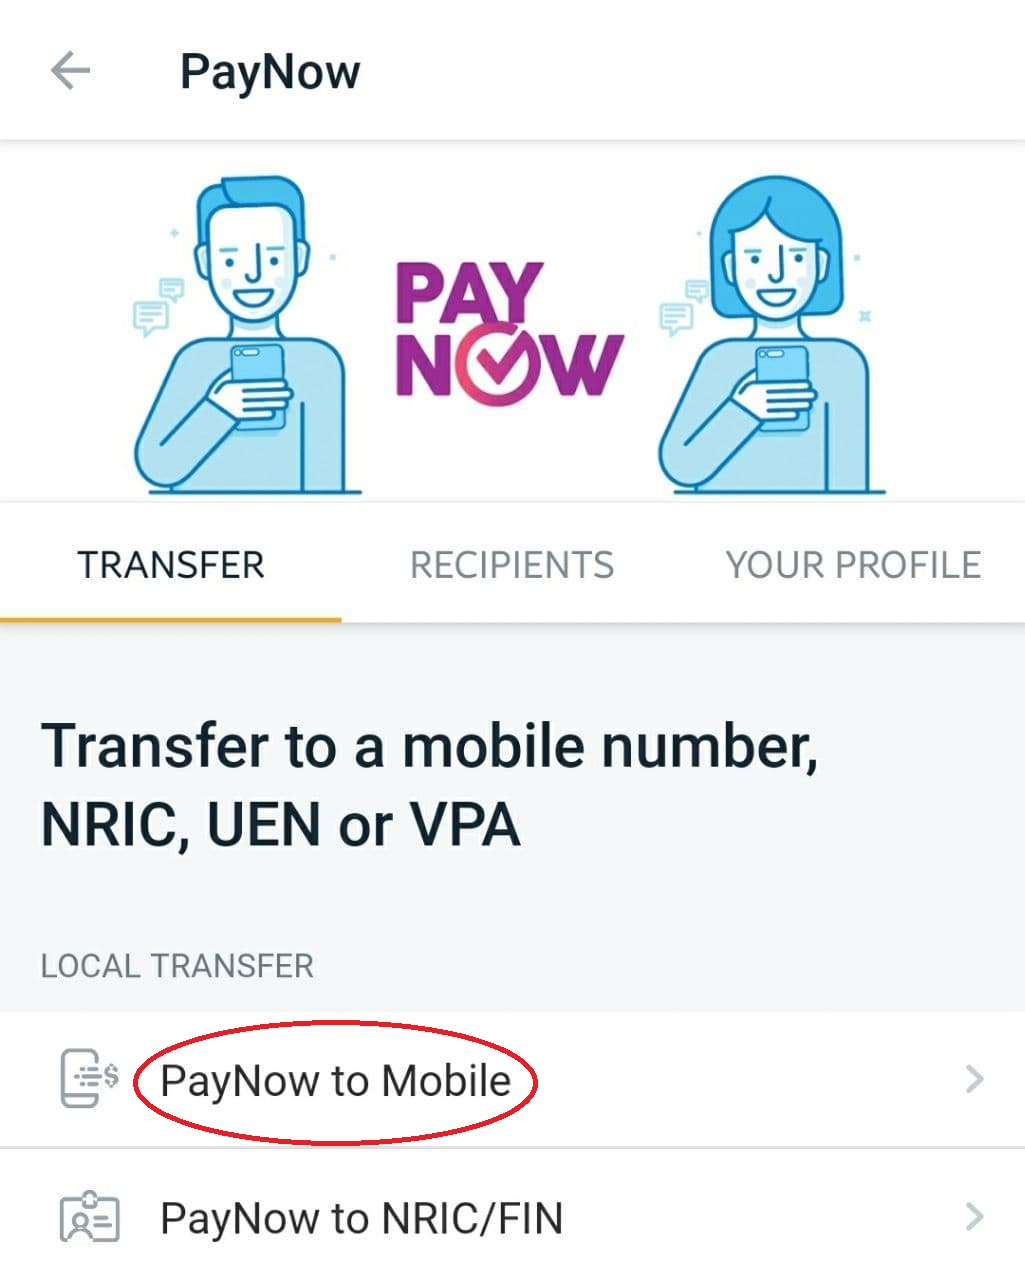 PayNow
PAY
NOW
TRANSFER RECIPIENTS YOUR PROFILE
Transfer to a mobile number,
NRIC, UEN or VPA
LOCAL TRANSFER
PayNow to Mobile
PayNow to NRIC/FIN